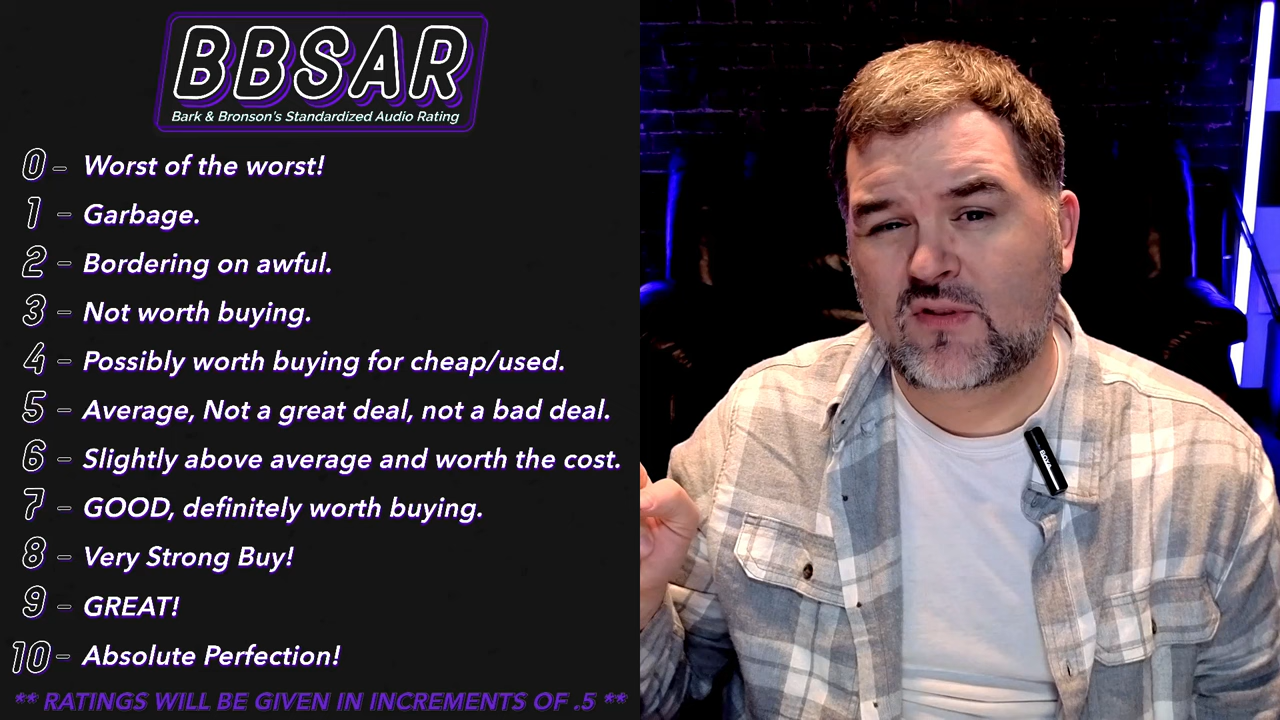 BBSAR
Bark & Bronson's Standardized Audio Rating
0 - Worst of the worst!
1 - Garbage.
2 - Bordering on awful.
3 - Not worth buying.
4 - Possibly worth buying for cheap/used.
5 - Average, Not a great deal, not a bad deal.
6 - Slightly above average and worth the cost.
7 - GOOD, definitely worth buying.
8 - Very Strong Buy!
9 - GREAT!
10 - Absolute Perfection!
** RATINGS WILL BE GIVEN IN INCREMENTS OF .5 **
BOYA